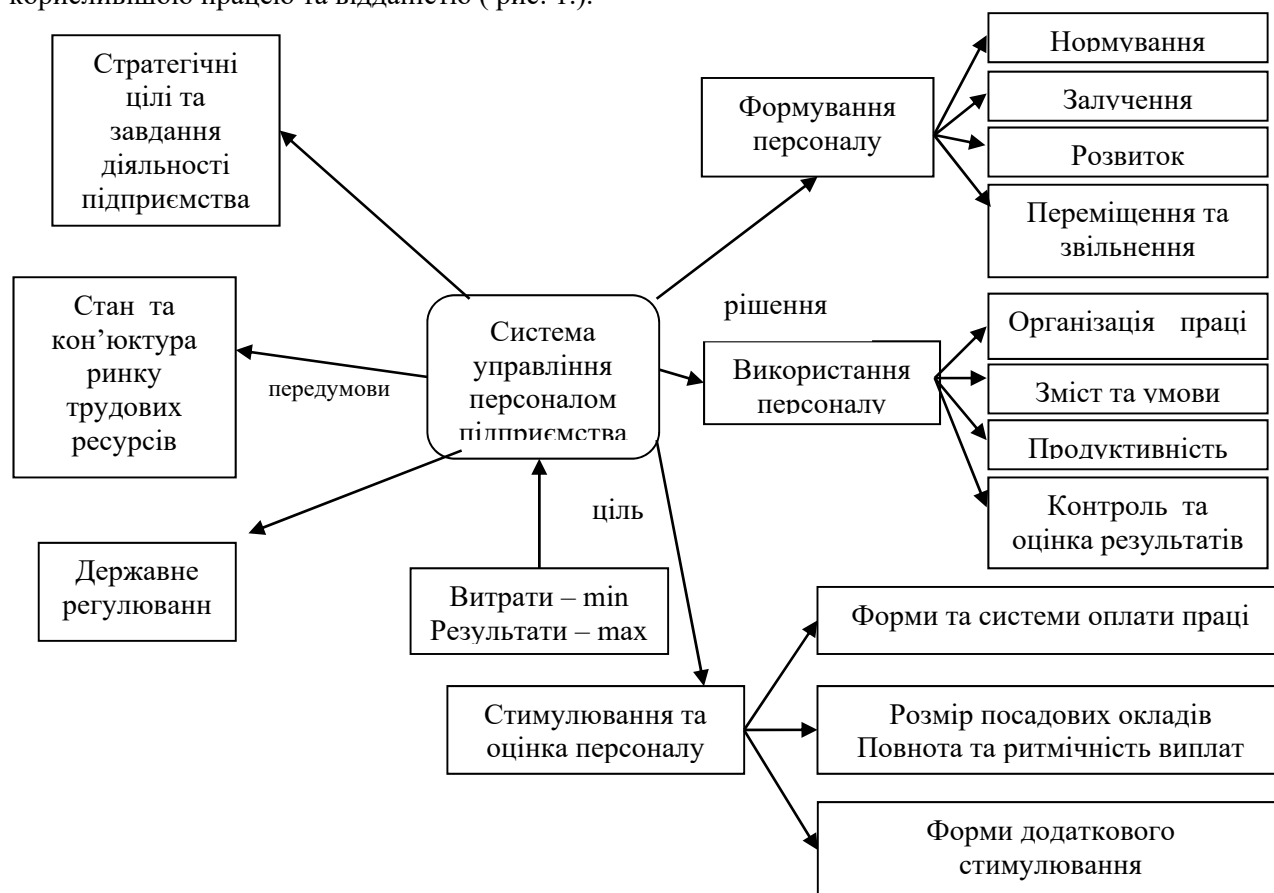 користивішою працею та відданістю ( рис. 1.).
Стратегічні
цілі та
завдання
діяльності
підприємства
Формування
персоналу
Нормування
Залучення
Розвиток
Переміщення та
звільнення
Стан та
кон’юктура
ринку
трудових
ресурсів
передумови
Система
управління
персоналом
підприємства
рішення
Використання
персоналу
Організація праці
Зміст та умови
Продуктивність
Контроль та
оцінка результатів
Державне
регулюванн
ціль
Витрати – min
Результати – max
Стимулювання та
оцінка персоналу
Форми та системи оплати праці
Розмір посадових окладів
Повнота та ритмічність виплат
Форми додаткового
стимулювання